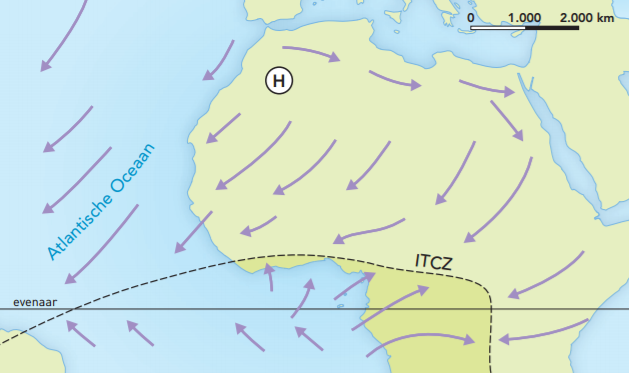 0 1.000 2.000 km
H
Atlantische Oceaan
ITCZ
evenaar